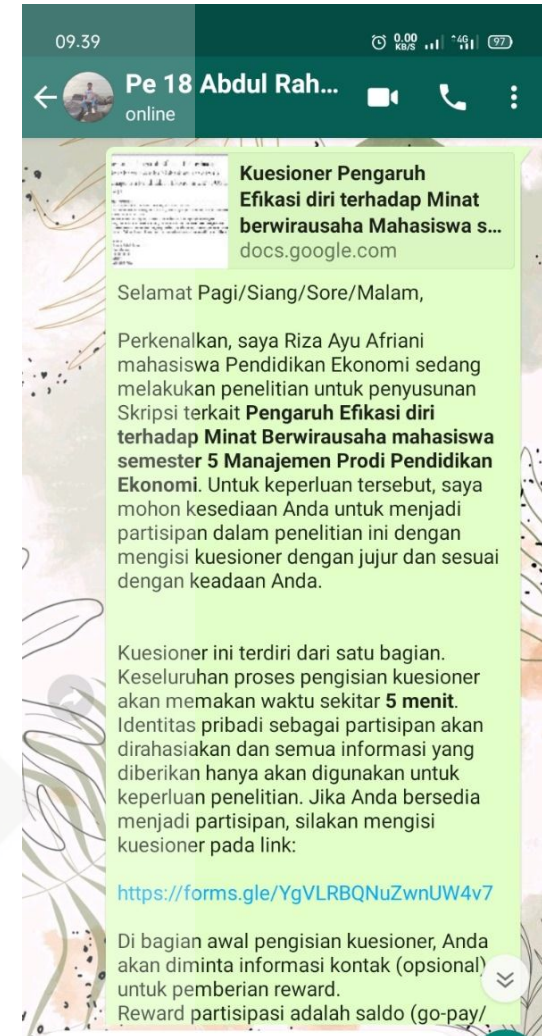 09.39
0.00 KB/S 4G 97
Pe 18 Abdul Rah...
online
Kuesioner Pengaruh
Efikasi diri terhadap Minat
berwirausaha Mahasiswa s...
docs.google.com
Selamat Pagi/Siang/Sore/Malam,
Perkenalkan, saya Riza Ayu Afriani
mahasiswa Pendidikan Ekonomi sedang
melakukan penelitian untuk penyusunan
Skripsi terkait Pengaruh Efikasi diri
terhadap Minat Berwirausaha mahasiswa
semester 5 Manajemen Prodi Pendidikan
Ekonomi. Untuk keperluan tersebut, saya
mohon kesediaan Anda untuk menjadi
partisipan dalam penelitian ini dengan
mengisi kuesioner dengan jujur dan sesuai
dengan keadaan Anda.
Kuesioner ini terdiri dari satu bagian.
Keseluruhan proses pengisian kuesioner
akan memakan waktu sekitar 5 menit.
Identitas pribadi sebagai partisipan akan
dirahasiakan dan semua informasi yang
diberikan hanya akan digunakan untuk
keperluan penelitian. Jika Anda bersedia
menjadi partisipan, silakan mengisi
kuesioner pada link:
https://forms.gle/YgVLRBQNuZwnUW4v7
Di bagian awal pengisian kuesioner, Anda
akan diminta informasi kontak (opsional)
untuk pemberian reward.
Reward partisipasi adalah saldo (go-pay/